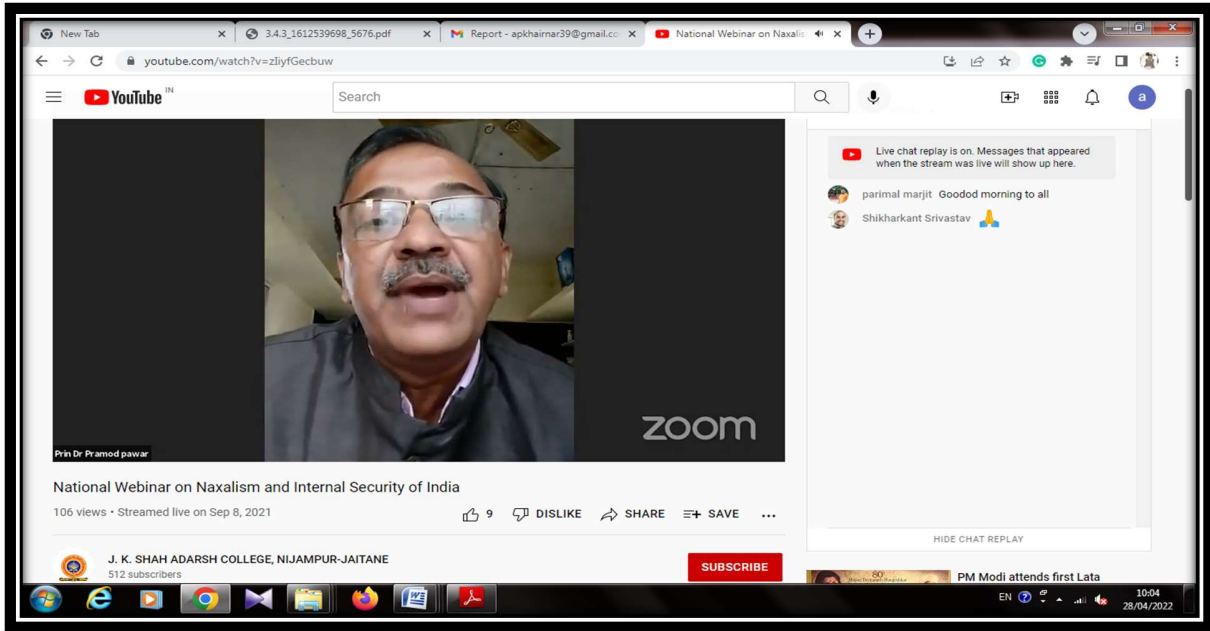 New Tab
3.4.3_1612539698_5676.pdf
Report - apkhairnar39@gmail.co
National Webinar on Naxalis
youtube.com/watch?v=zIiyfGecbuw
YouTube IN
Search
a
Live chat replay is on. Messages that appeared
when the stream was live will show up here.
parimal marjit Goodod morning to all
Shikharkant Srivastav
zoom
Prin Dr Pramod pawar
National Webinar on Naxalism and Internal Security of India
106 views • Streamed live on Sep 8, 2021
9 DISLIKE SHARE SAVE ...
HIDE CHAT REPLAY
J. K. SHAH ADARSH COLLEGE, NIJAMPUR-JAITANE
512 subscribers
SUBSCRIBE
80
PM Modi attends first Lata
EN
10:04
28/04/2022